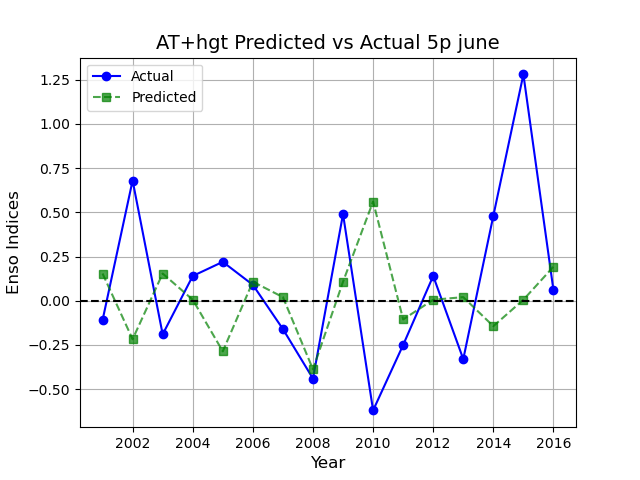 AT+hgt Predicted vs Actual 5p june
Actual
Predicted
Enso Indices
1.25
1.00
0.75
0.50
0.25
0.00
−0.25
−0.50
2002 2004 2006 2008 2010 2012 2014 2016
Year